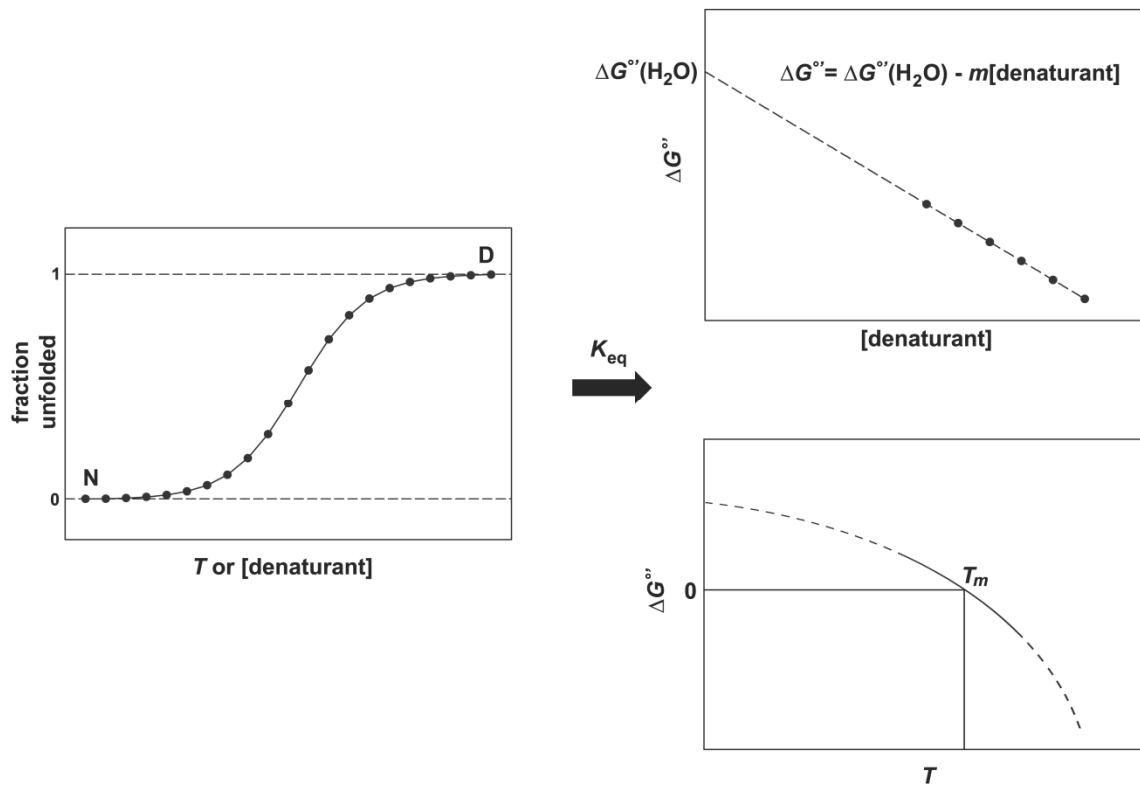 1
D
fraction
unfolded
N
0
T or [denaturant]
Keq
ΔG°'(H2O)
ΔG°' = ΔG°'(H2O) - m[denaturant]
ΔG°'
[denaturant]
ΔG°'
0
Tm
T